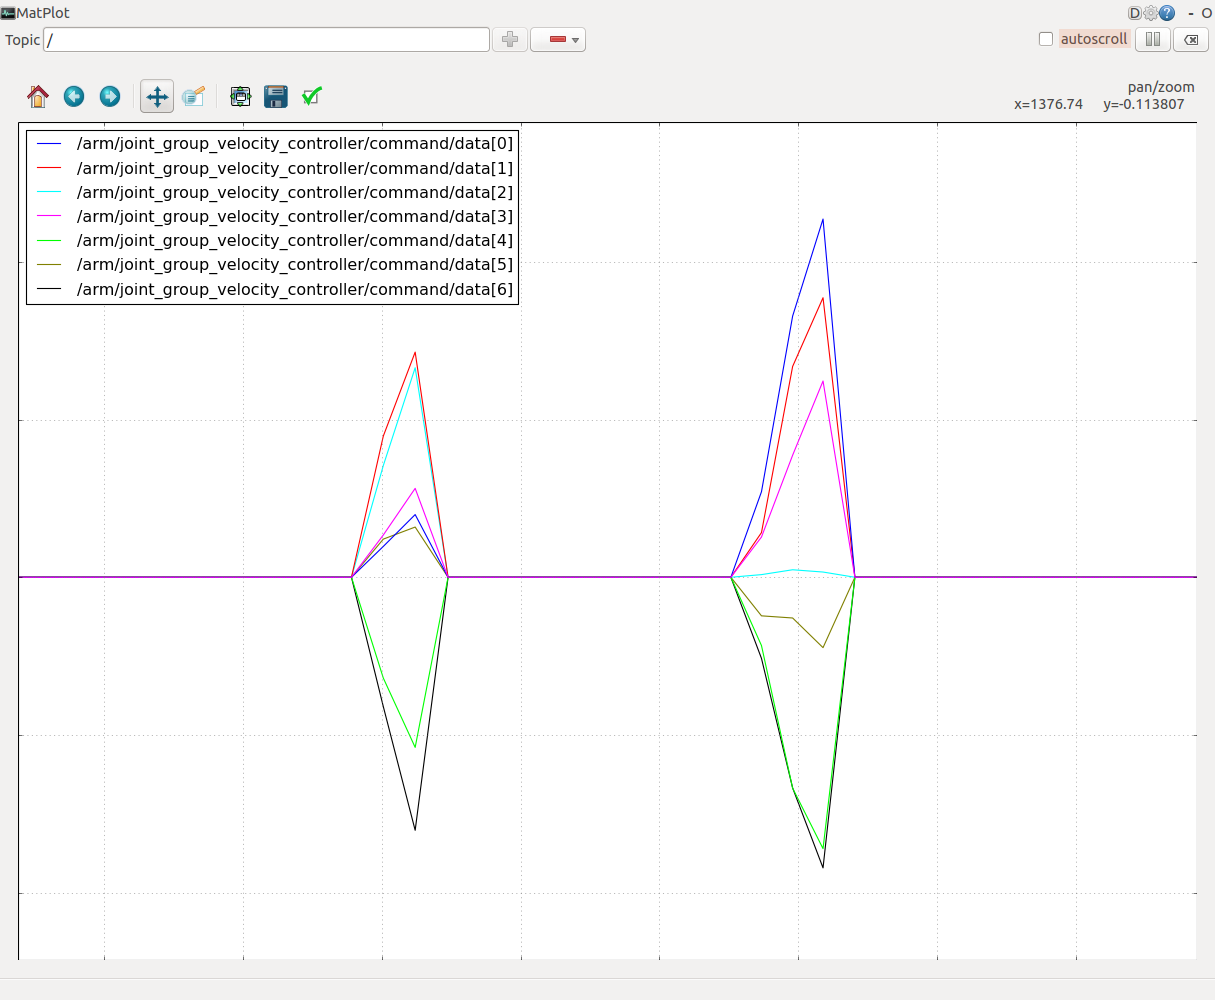 MatPlot
D
?
- O
Topic /
autoscroll
pan/zoom
x=1376.74 y=-0.113807
/arm/joint_group_velocity_controller/command/data[0]
/arm/joint_group_velocity_controller/command/data[1]
/arm/joint_group_velocity_controller/command/data[2]
/arm/joint_group_velocity_controller/command/data[3]
/arm/joint_group_velocity_controller/command/data[4]
/arm/joint_group_velocity_controller/command/data[5]
/arm/joint_group_velocity_controller/command/data[6]